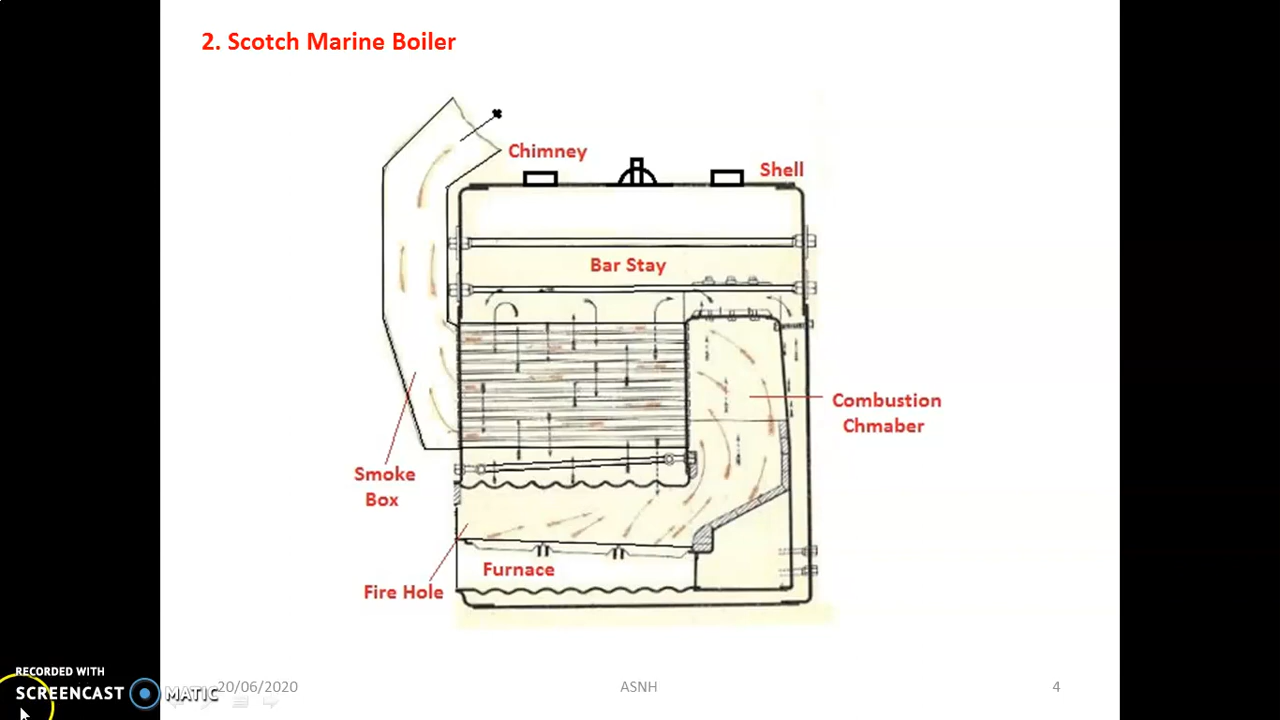 2. Scotch Marine Boiler
Chimney
Shell
Bar Stay
Combustion
Chmaber
Smoke
Box
Furnace
Fire Hole
RECORDED WITH
SCREENCAST MATIC
20/06/2020
ASNH
4